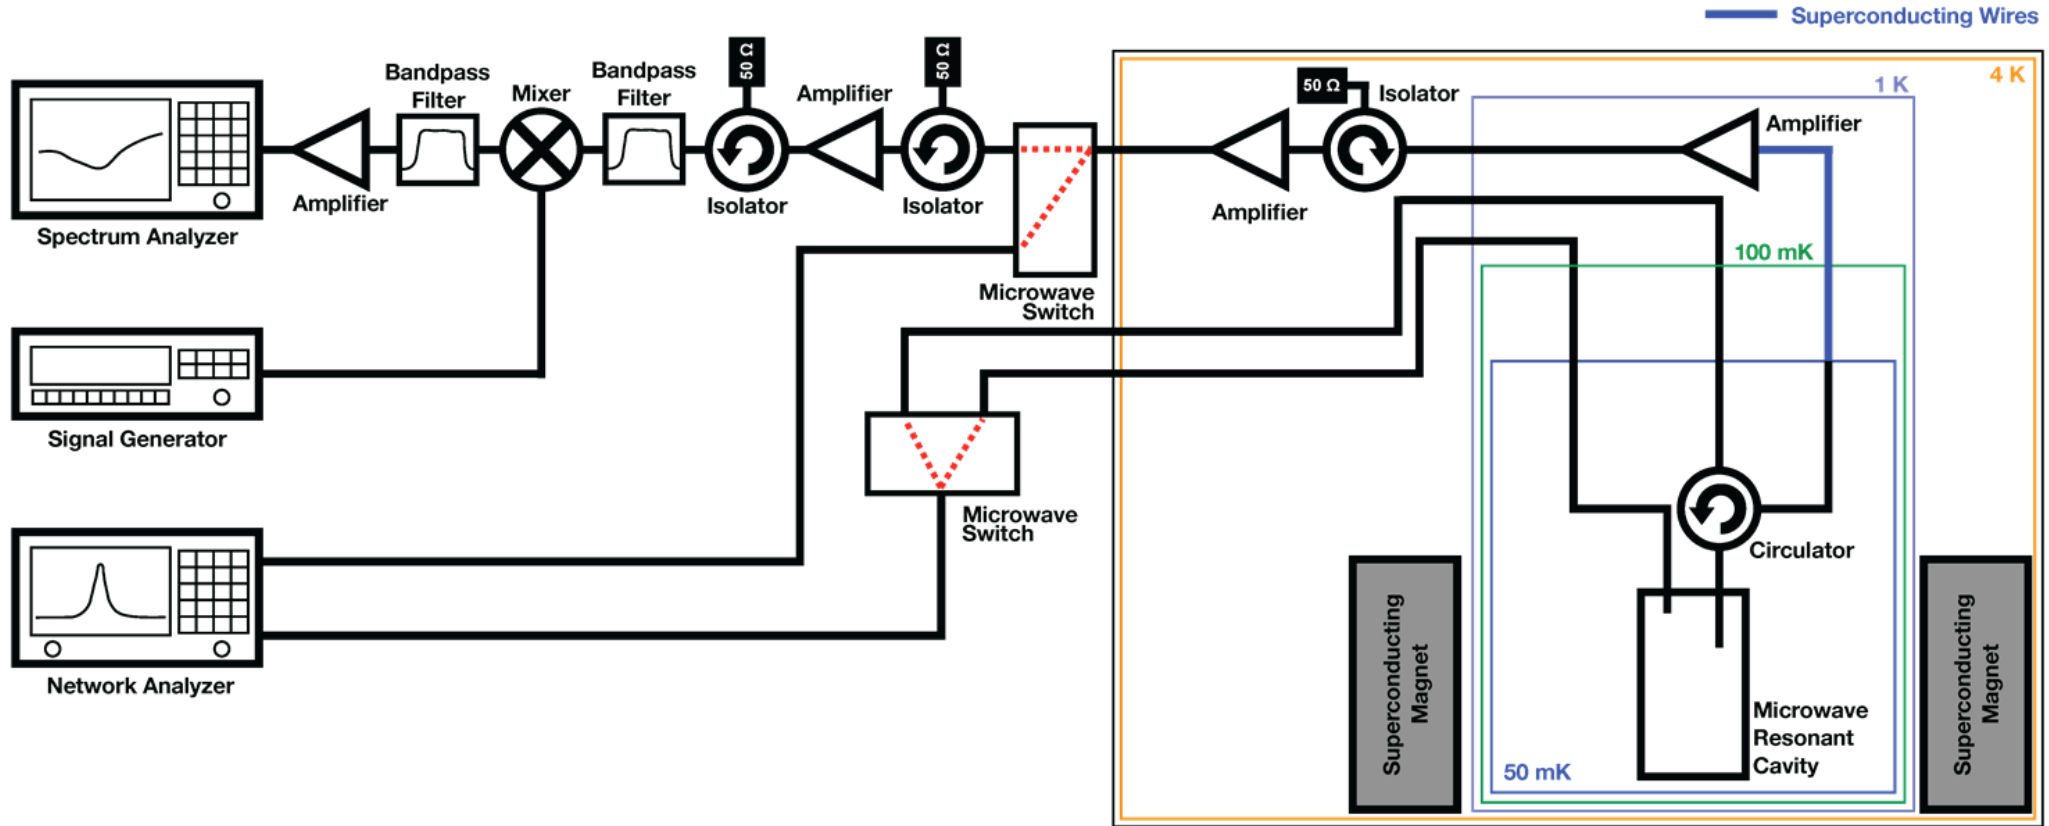 Superconducting Wires
4 K
1 K
50 Ω
50 Ω
50 Ω
Bandpass
Filter
Mixer
Bandpass
Filter
Amplifier
Isolator
Amplifier
Amplifier
Isolator
Isolator
Amplifier
Spectrum Analyzer
100 mK
Microwave
Switch
Signal Generator
Microwave
Switch
Circulator
Superconducting
Magnet
Superconducting
Magnet
Network Analyzer
Microwave
Resonant
Cavity
50 mK